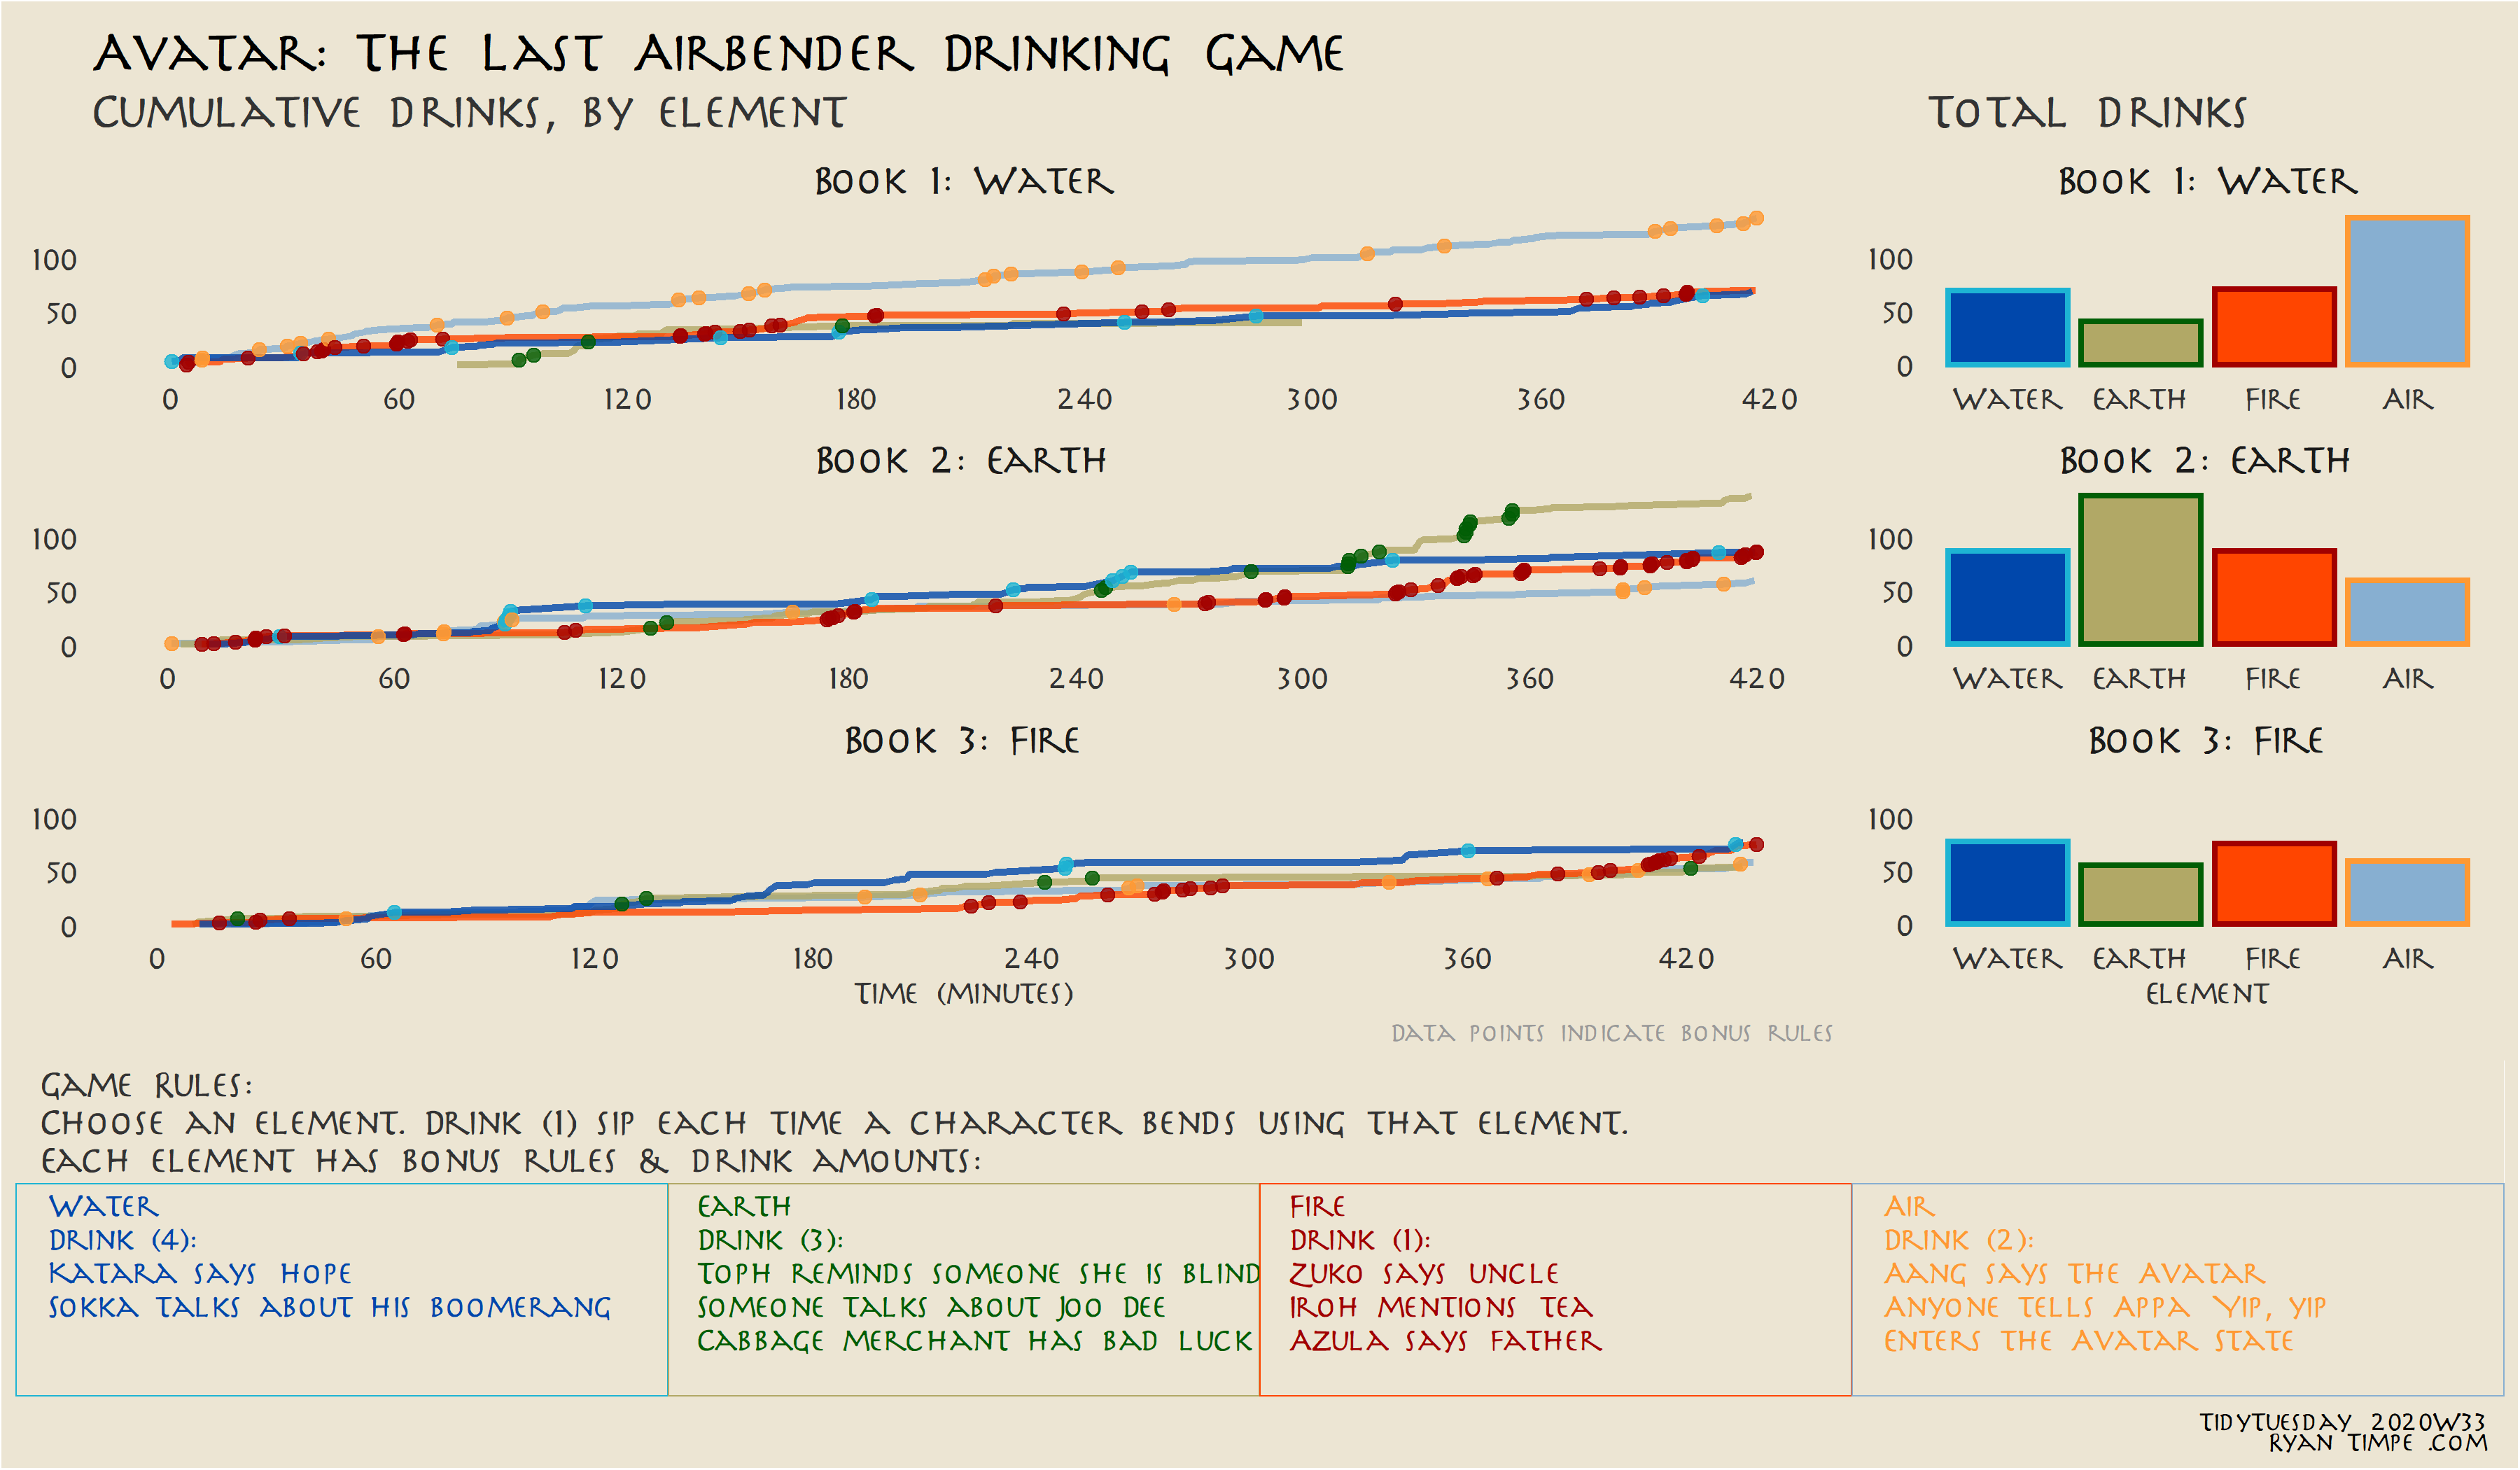 Avatar: The Last Airbender Drinking Game
Cumulative drinks, by element
Total drinks
Book 1: Water
100
50
0
0 60 120 180 240 300 360 420
Book 1: Water
100
50
0
Water Earth Fire Air
Book 2: Earth
100
50
0
0 60 120 180 240 300 360 420
Book 2: Earth
100
50
0
Water Earth Fire Air
Book 3: Fire
100
50
0
0 60 120 180 240 300 360 420
Time (minutes)
Book 3: Fire
100
50
0
Water Earth Fire Air
Element
Data points indicate bonus rules
Game Rules:
Choose an element. Drink (1) sip each time a character bends using that element.
Each element has bonus rules & drink amounts:
Water
Drink (4):
Katara says hope
Sokka talks about his boomerang
Earth
Drink (3):
Toph reminds someone she is blind
Someone talks about Joo Dee
Cabbage merchant has bad luck
Fire
Drink (1):
Zuko says uncle
Iroh mentions tea
Azula says father
Air
Drink (2):
Aang says the Avatar
Anyone tells Appa Yip, yip
Enters the Avatar State
TidyTuesday 2020W33
Ryan Timpe .com